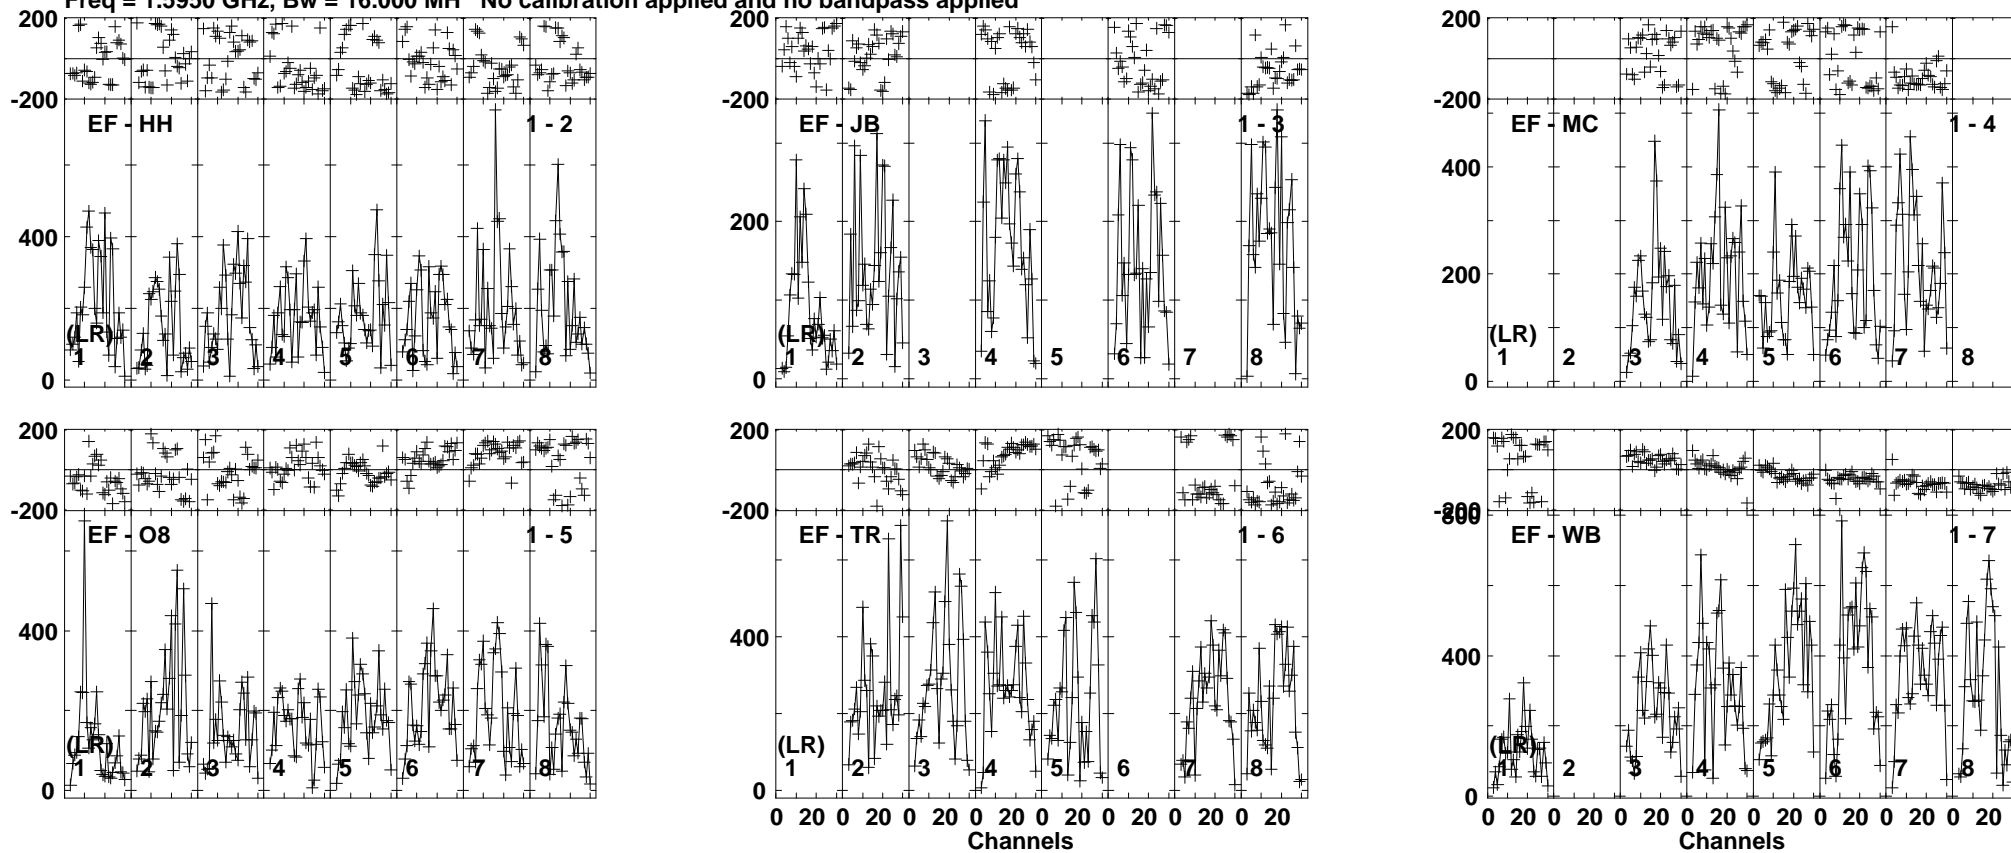 Freq = 1.5950 GHz, Bw = 16.000 MH No calibration applied and no bandpass applied
200 200 200
-200 -200 -200
EF - HH 1 - 2 EF - JB 1 - 3 EF - MC 1 - 4
400 200 400
200
(LR) (LR) (LR)
1 2 3 4 5 6 7 8 1 2 3 4 5 6 7 8 1 2 3 4 5 6 7 8
0 0 0
200 200 200
-200 -200 -200
800
EF - O8 1 - 5 EF - TR 1 - 6 EF - WB 1 - 7
400 400 400
(LR) (LR) (LR)
1 2 3 4 5 6 7 8 1 2 3 4 5 6 7 8 1 2 3 4 5 6 7 8
0 0 0
0 20 0 20 0 20 0 20 0 20 0 20 0 20 0 20 0 20 0 20 0 20 0 20 0 20 0 20 0 20 0 20
Channels Channels